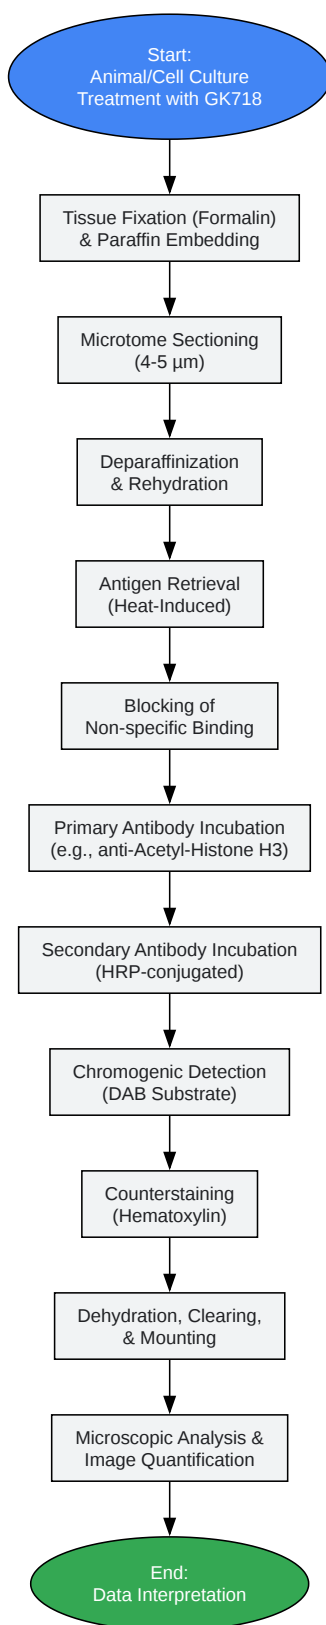 Start:
Animal/Cell Culture
Treatment with GK718
Tissue Fixation (Formalin)
& Paraffin Embedding
Microtome Sectioning
(4-5 µm)
Deparaffinization
& Rehydration
Antigen Retrieval
(Heat-Induced)
Blocking of
Non-specific Binding
Primary Antibody Incubation
(e.g., anti-Acetyl-Histone H3)
Secondary Antibody Incubation
(HRP-conjugated)
Chromogenic Detection
(DAB Substrate)
Counterstaining
(Hematoxylin)
Dehydration, Clearing,
& Mounting
Microscopic Analysis &
Image Quantification
End:
Data Interpretation